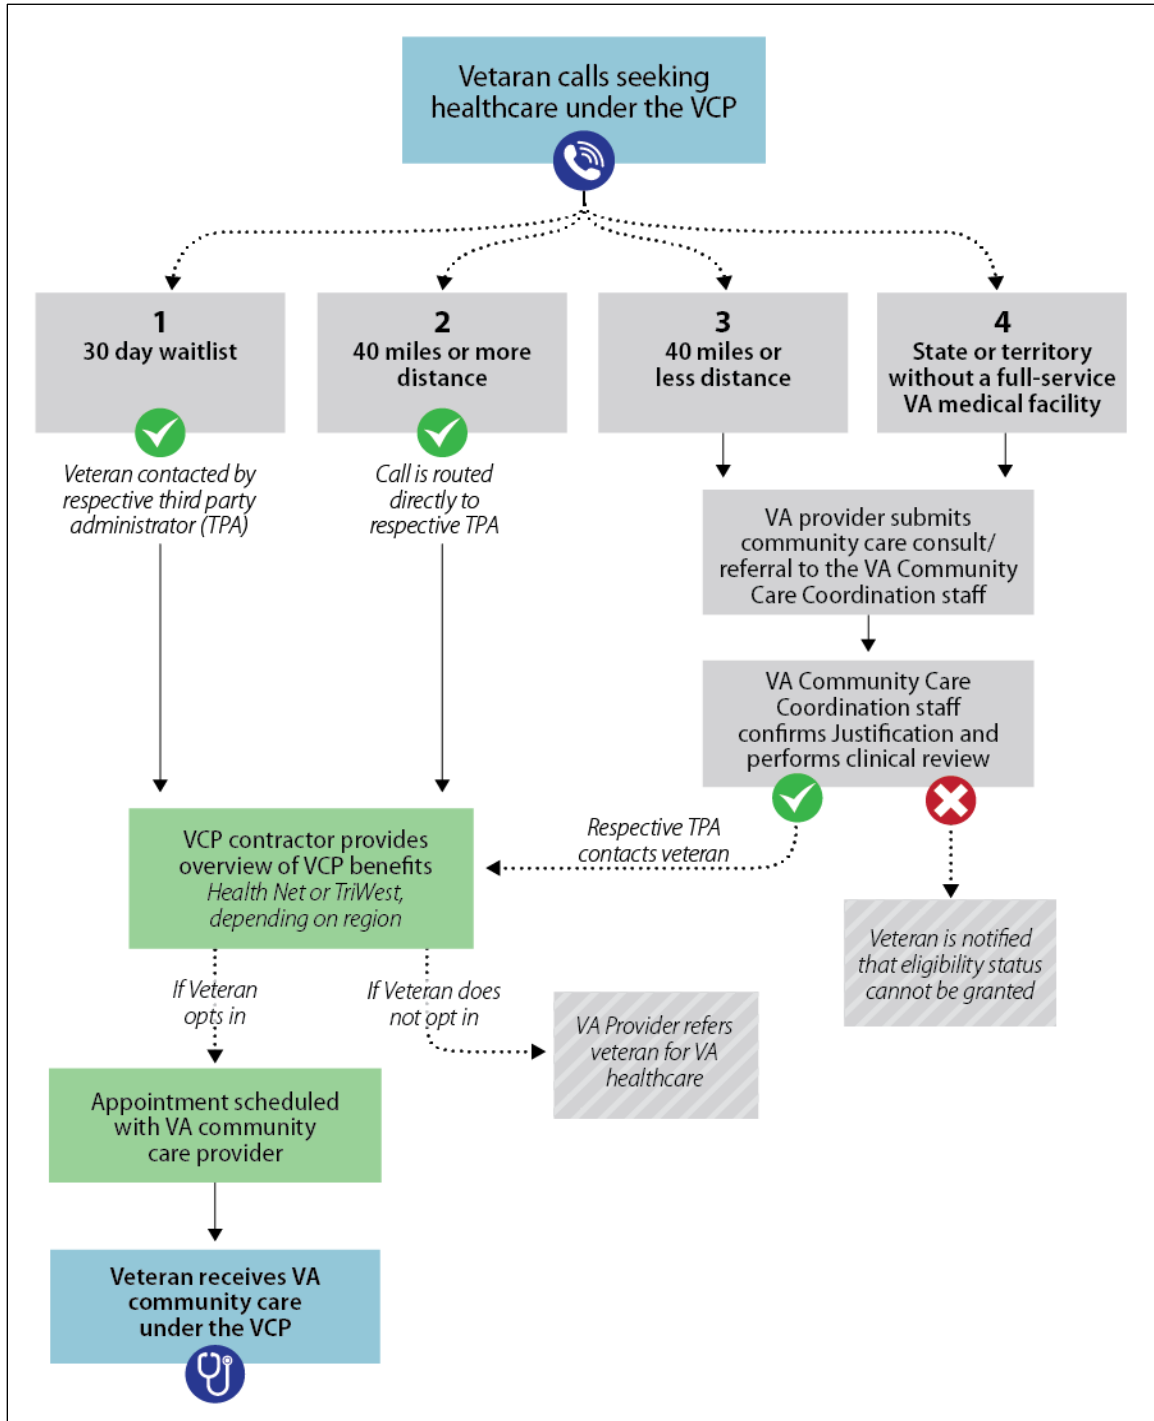 Vetaran calls seeking
healthcare under the VCP
1
30 day waitlist
2
40 miles or more
distance
3
40 miles or
less distance
4
State or territory
without a full-service
VA medical facility
Veteran contacted by
respective third party
administrator (TPA)
Call is routed
directly to
respective TPA
VA provider submits
community care consult/
referral to the VA Community
Care Coordination staff
VA Community Care
Coordination staff
confirms Justification and
performs clinical review
Respective TPA
contacts veteran
VCP contractor provides
overview of VCP benefits
Health Net or TriWest,
depending on region
Veteran is notified
that eligibility status
cannot be granted
If Veteran
opts in
If Veteran does
not opt in
VA Provider refers
veteran for VA
healthcare
Appointment scheduled
with VA community
care provider
Veteran receives VA
community care
under the VCP